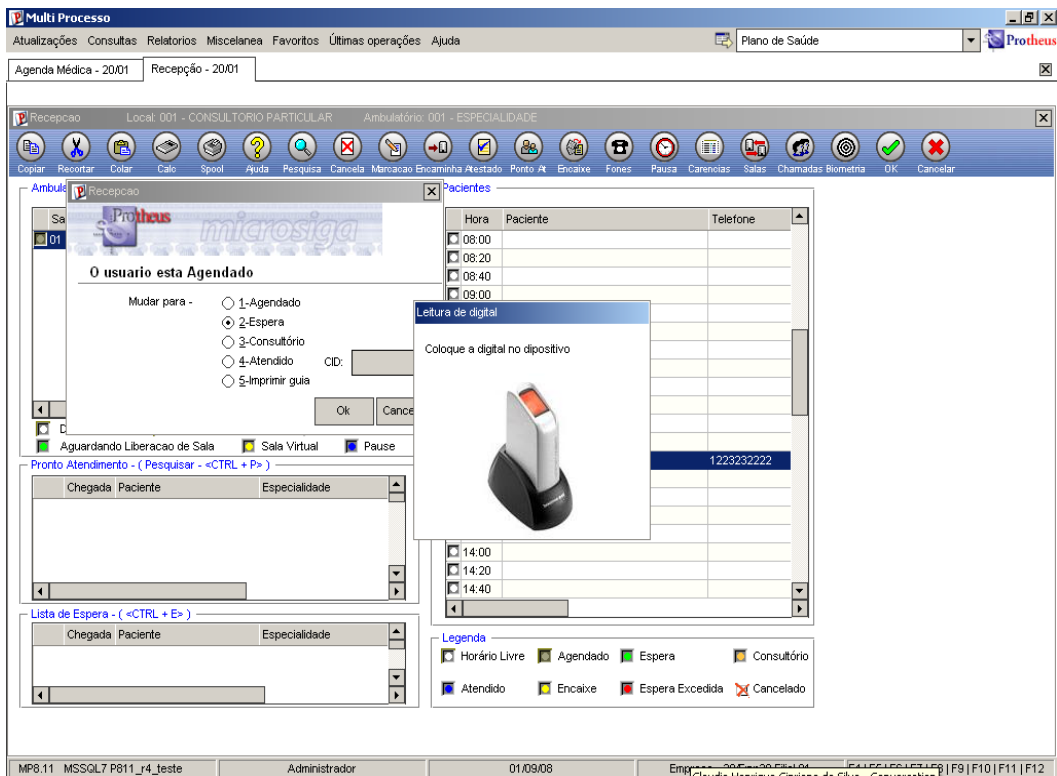 Multi Processo
Atualizações Consultas Relatorios Miscelanea Favoritos Últimas operações Ajuda
Plano de Saúde
Protheus
Agenda Médica - 20/01 Recepção - 20/01
Recepcao Local: 001 - CONSULTORIO PARTICULAR Ambulatório: 001 - ESPECIALIDADE
Copiar Recortar Colar Calc Spool Ajuda Pesquisa Cancela Marcacao Encaminha Atestado Ponto At Encaixe Fones Pausa Carencias Salas Chamadas Biometria OK Cancelar
Recepcao
Protheus
microsiga
O usuario esta Agendado
Mudar para -
1-Agendado
2-Espera
3-Consultório
4-Atendido CID:
5-Imprimir guia
Ok
01
Aguardando Liberacao de Sala Sala Virtual Pause
Pronto Atendimento - ( Pesquisar - <CTRL + P> )
Chegada Paciente Especialidade
Lista de Espera - ( <CTRL + E> )
Chegada Paciente Especialidade
Pacientes
Hora Paciente Telefone
08:00
08:20
08:40
09:00
Leitura de digital
Coloque a digital no dipositivo
1223232222
14:00
14:20
14:40
Legenda
Horário Livre Agendado Espera Consultório
Atendido Encaixe Espera Excedida Cancelado
MP8.11 MSSQL7 P811_r4_teste Administrador 01/09/08
F9 | F10 | F11 | F12